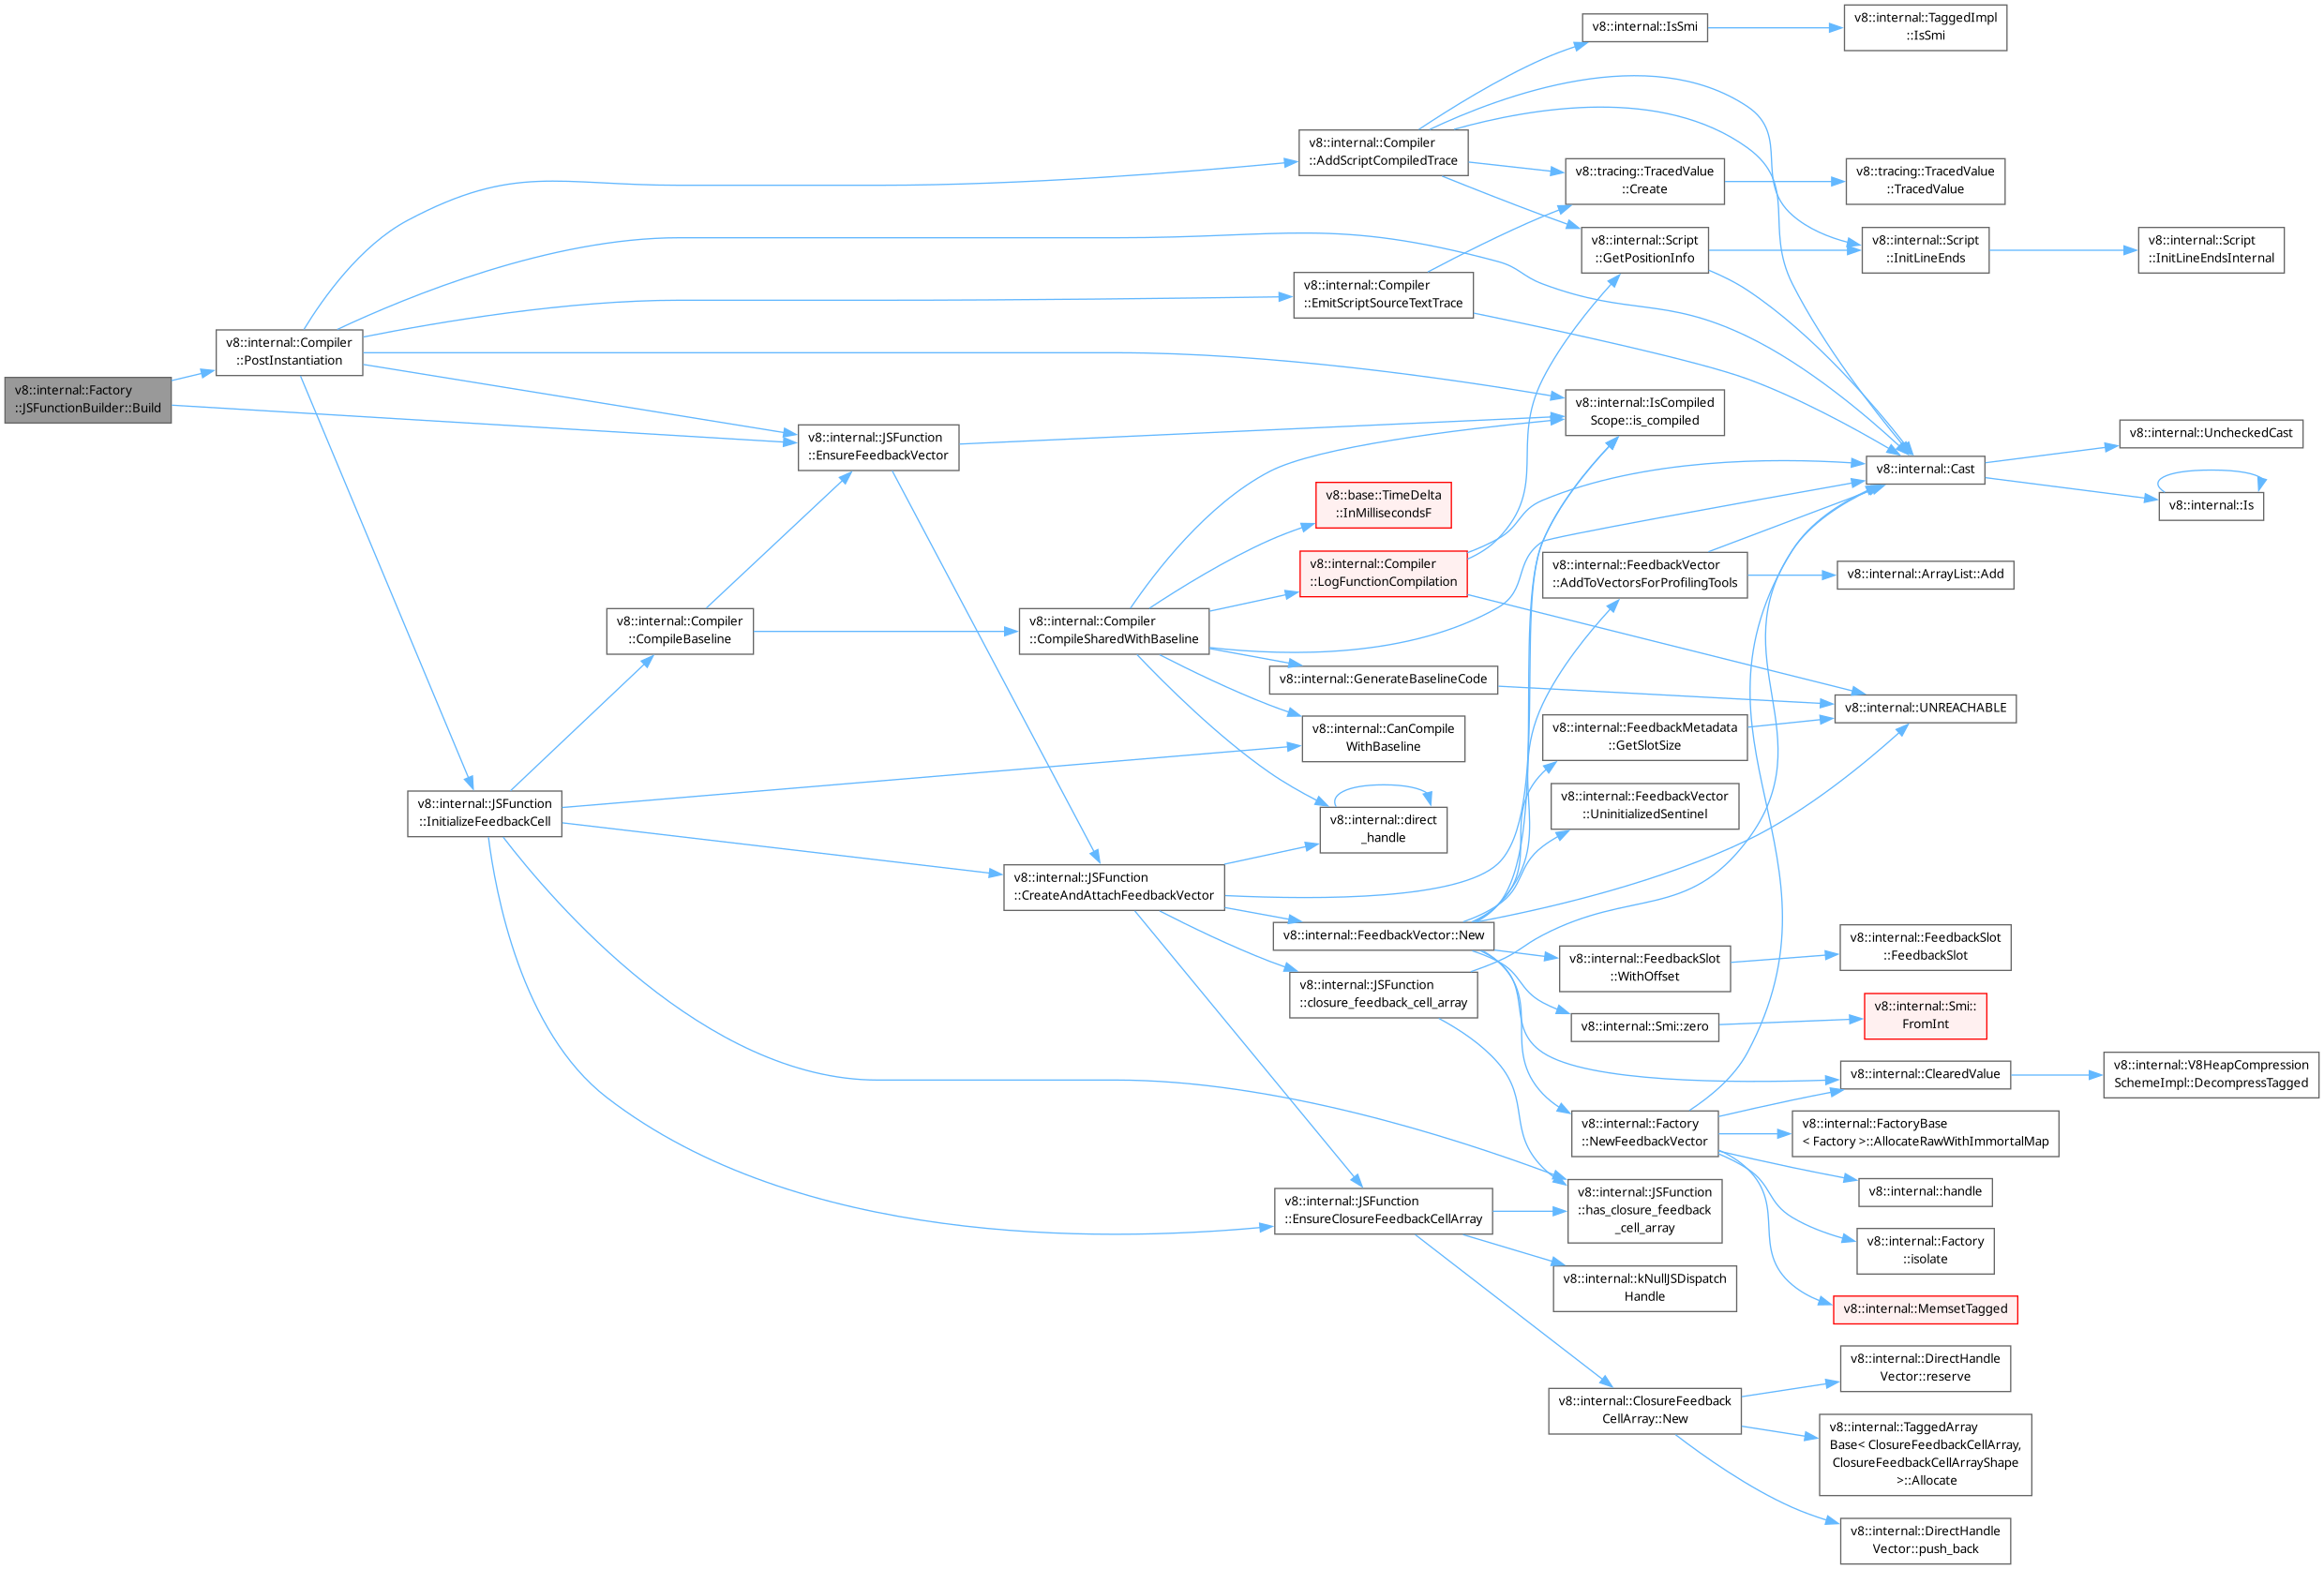 v8::internal::Factory
::JSFunctionBuilder::Build
v8::internal::Compiler
::PostInstantiation
v8::internal::JSFunction
::InitializeFeedbackCell
v8::internal::Compiler
::CompileBaseline
v8::internal::JSFunction
::EnsureFeedbackVector
v8::internal::Compiler
::CompileSharedWithBaseline
v8::internal::JSFunction
::CreateAndAttachFeedbackVector
v8::internal::Compiler
::AddScriptCompiledTrace
v8::internal::Compiler
::EmitScriptSourceTextTrace
v8::base::TimeDelta
::InMillisecondsF
v8::internal::Compiler
::LogFunctionCompilation
v8::internal::GenerateBaselineCode
v8::internal::CanCompile
WithBaseline
v8::internal::direct
_handle
v8::internal::FeedbackVector::New
v8::internal::JSFunction
::closure_feedback_cell_array
v8::internal::JSFunction
::EnsureClosureFeedbackCellArray
v8::internal::IsSmi
v8::tracing::TracedValue
::Create
v8::internal::Script
::GetPositionInfo
v8::internal::IsCompiled
Scope::is_compiled
v8::internal::FeedbackVector
::AddToVectorsForProfilingTools
v8::internal::FeedbackMetadata
::GetSlotSize
v8::internal::FeedbackVector
::UninitializedSentinel
v8::internal::FeedbackSlot
::WithOffset
v8::internal::Smi::zero
v8::internal::Factory
::NewFeedbackVector
v8::internal::JSFunction
::has_closure_feedback
_cell_array
v8::internal::kNullJSDispatch
Handle
v8::internal::ClosureFeedback
CellArray::New
v8::internal::TaggedImpl
::IsSmi
v8::tracing::TracedValue
::TracedValue
v8::internal::Script
::InitLineEnds
v8::internal::Cast
v8::internal::ArrayList::Add
v8::internal::UNREACHABLE
v8::internal::FeedbackSlot
::FeedbackSlot
v8::internal::Smi::
FromInt
v8::internal::ClearedValue
v8::internal::FactoryBase
< Factory >::AllocateRawWithImmortalMap
v8::internal::handle
v8::internal::Factory
::isolate
v8::internal::MemsetTagged
v8::internal::DirectHandle
Vector::reserve
v8::internal::TaggedArray
Base< ClosureFeedbackCellArray,
ClosureFeedbackCellArrayShape
>::Allocate
v8::internal::DirectHandle
Vector::push_back
v8::internal::Script
::InitLineEndsInternal
v8::internal::UncheckedCast
v8::internal::Is
v8::internal::V8HeapCompression
SchemeImpl::DecompressTagged